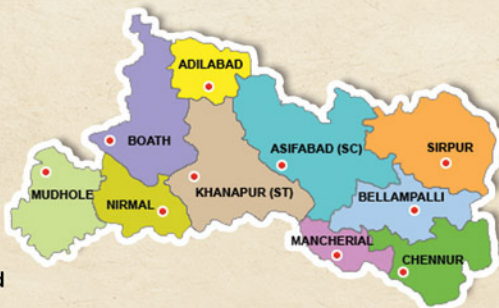 ADILABAD
BOATH
ASIFABAD (SC)
SIRPUR
MUDHOLE
NIRMAL
KHANAPUR (ST)
BELLAMPALLI
MANCHERIAL
CHENNUR
d